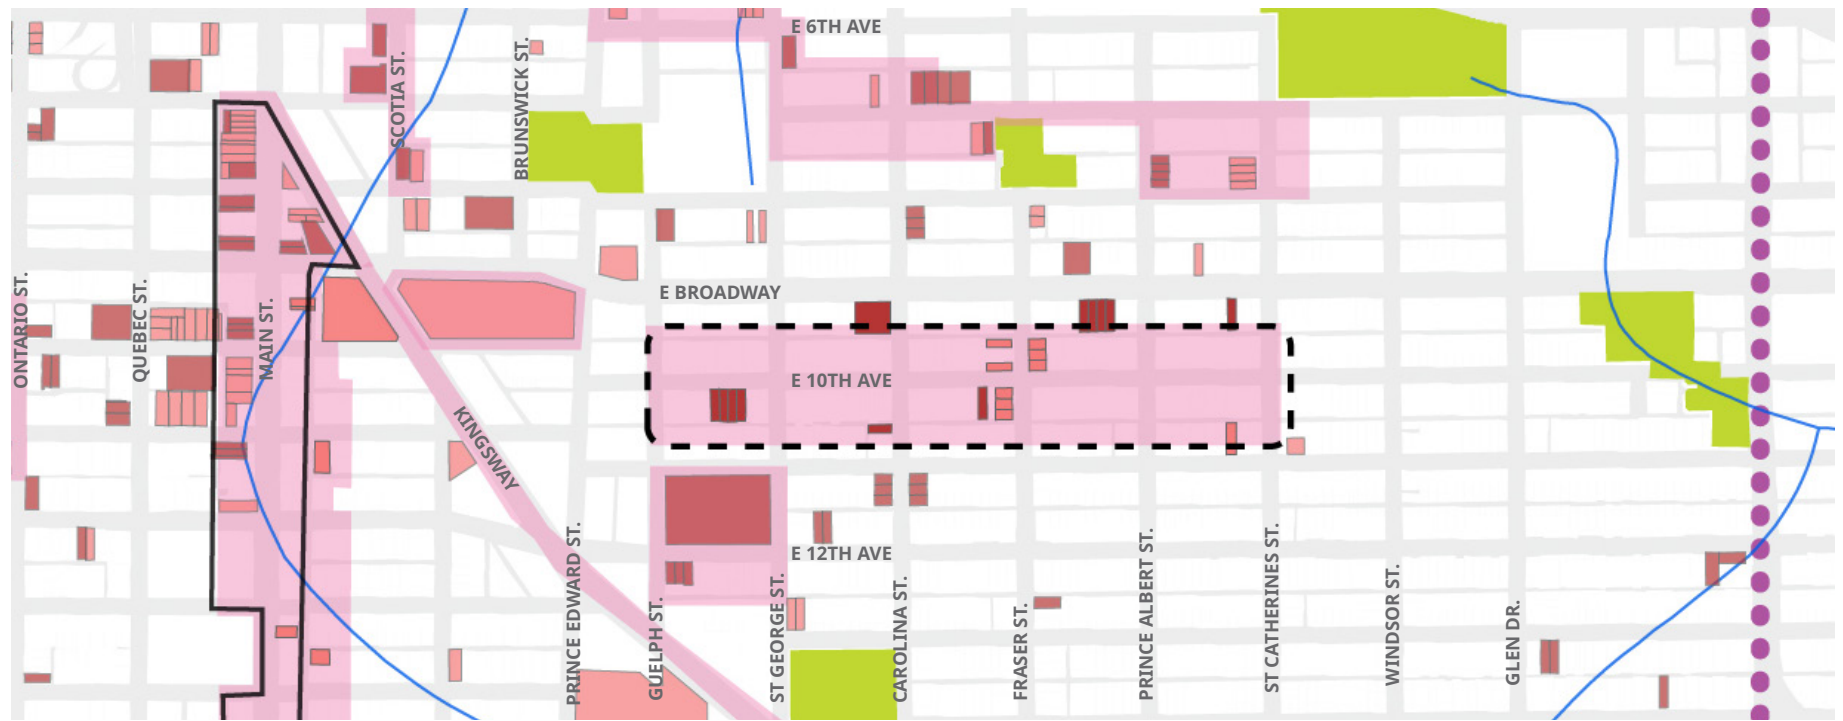 E 6TH AVE
SCOTIA ST.
BRUNSWICK ST.
E BROADWAY
ONTARIO ST.
QUEBEC ST.
MAIN ST.
E 10TH AVE
KINGSWAY
E 12TH AVE
PRINCE EDWARD ST.
GUELPH ST.
ST GEORGE ST.
CAROLINA ST.
FRASER ST.
PRINCE ALBERT ST.
ST CATHERINES ST.
WINDSOR ST.
GLEN DR.